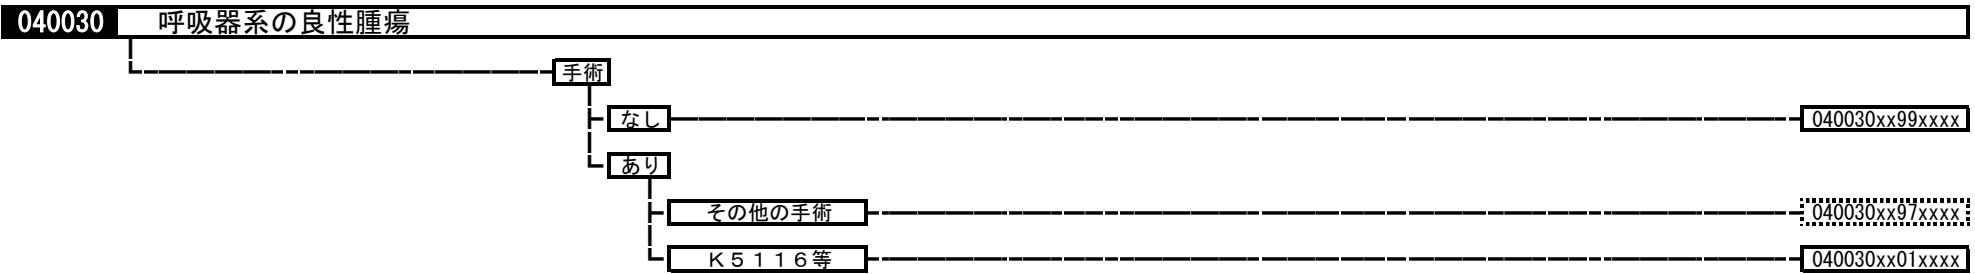 040030 呼吸器系の良性腫瘍
手術
なし 040030xx99xxxx
あり
その他の手術 040030xx97xxxx
K5116等 040030xx01xxxx